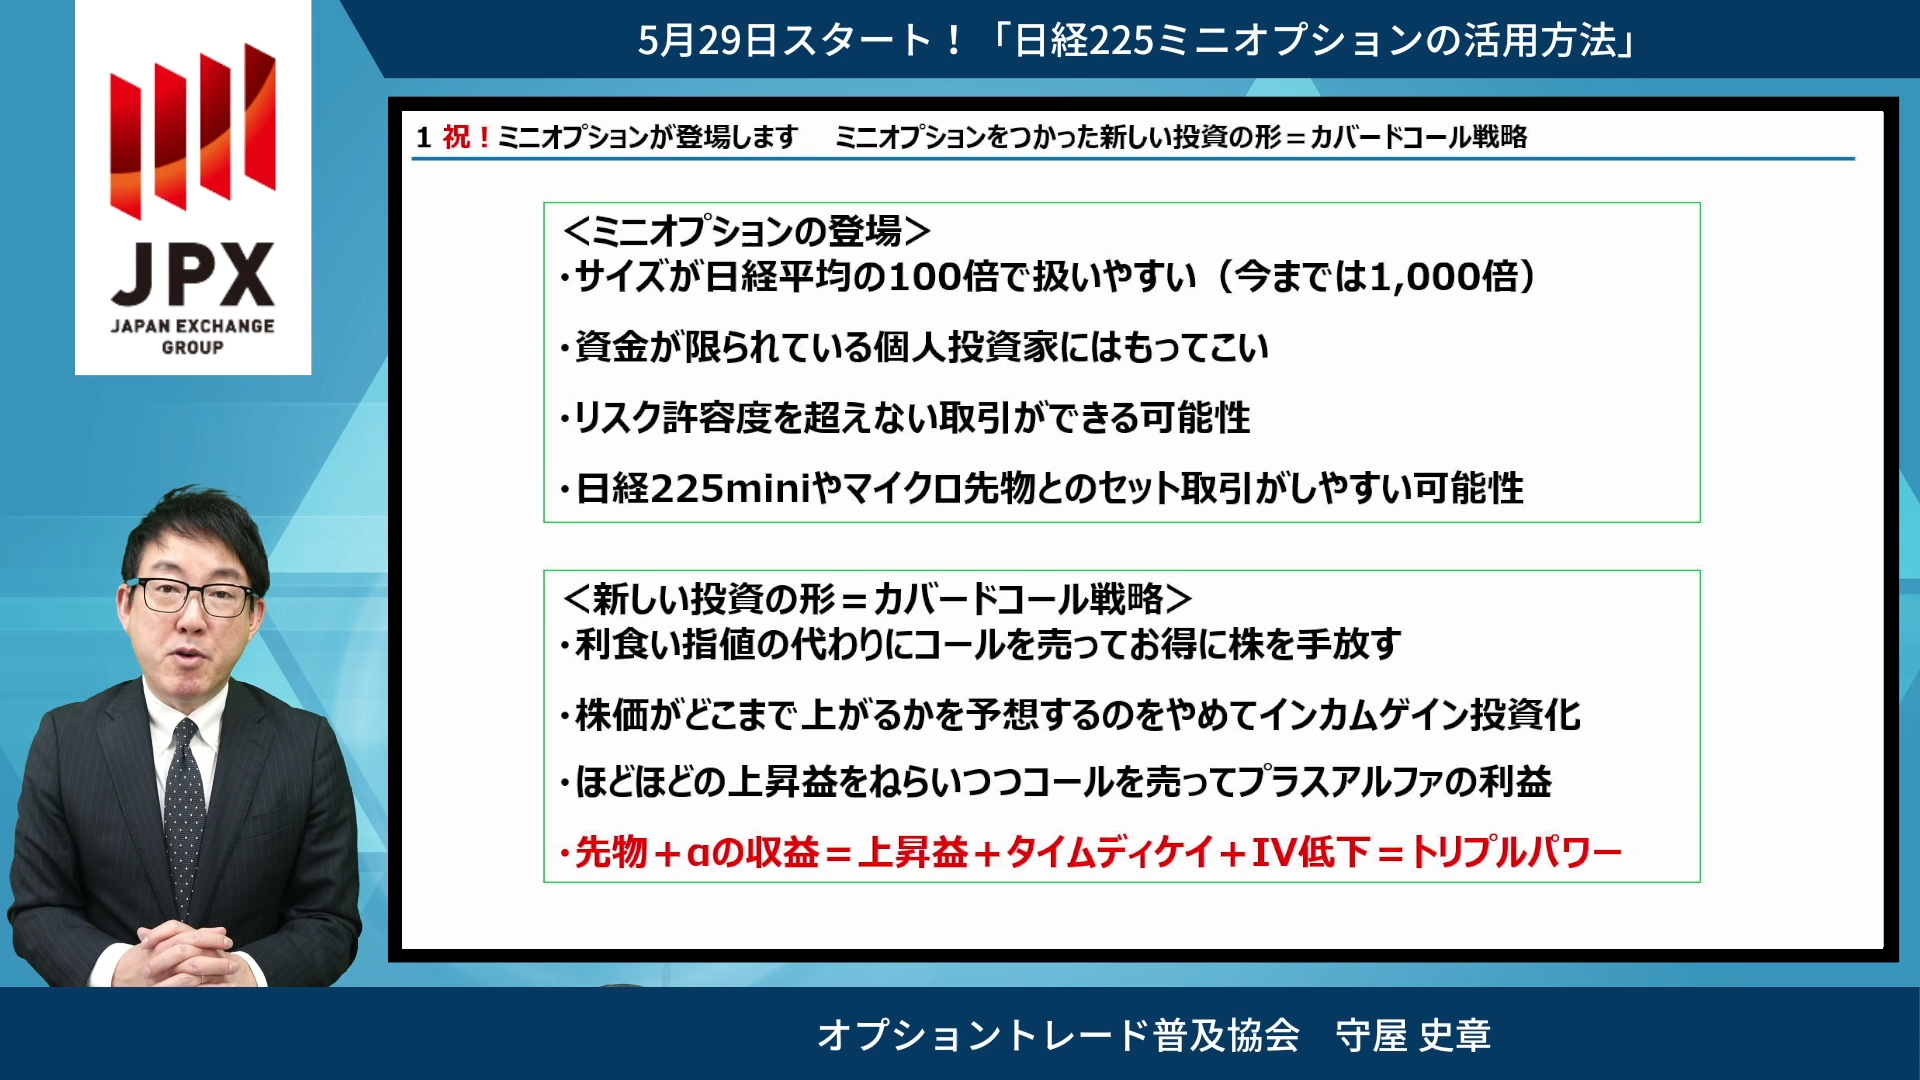 5月29日スタート！「日経225ミニオプションの活用方法」
JPX
JAPAN EXCHANGE
GROUP
1 祝！ミニオプションが登場します　ミニオプションをつかった新しい投資の形＝カバードコール戦略
＜ミニオプションの登場＞
・サイズが日経平均の100倍で扱いやすい（今までは1,000倍）
・資金が限られている個人投資家にはもってこい
・リスク許容度を超えない取引ができる可能性
・日経225miniやマイクロ先物とのセット取引がしやすい可能性
＜新しい投資の形＝カバードコール戦略＞
・利食い指値の代わりにコールを売ってお得に株を手放す
・株価がどこまで上がるかを予想するのをやめてインカムゲイン投資化
・ほどほどの上昇益をねらいつつコールを売ってプラスアルファの利益
・先物＋αの収益＝上昇益＋タイムディケイ＋IV低下＝トリプルパワー
オプショントレード普及協会　守屋 史章